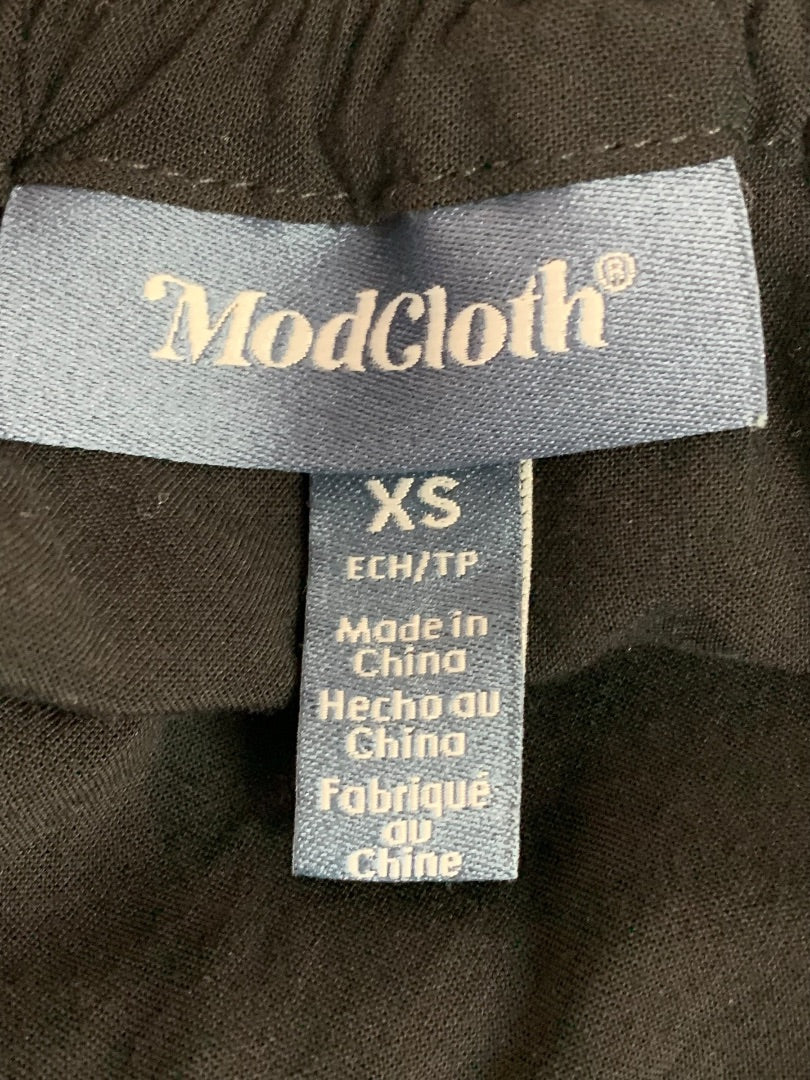 ModCloth®
XS
ECH/TP
Made in
China
Hecho au
China
Fabriqué
au
Chine